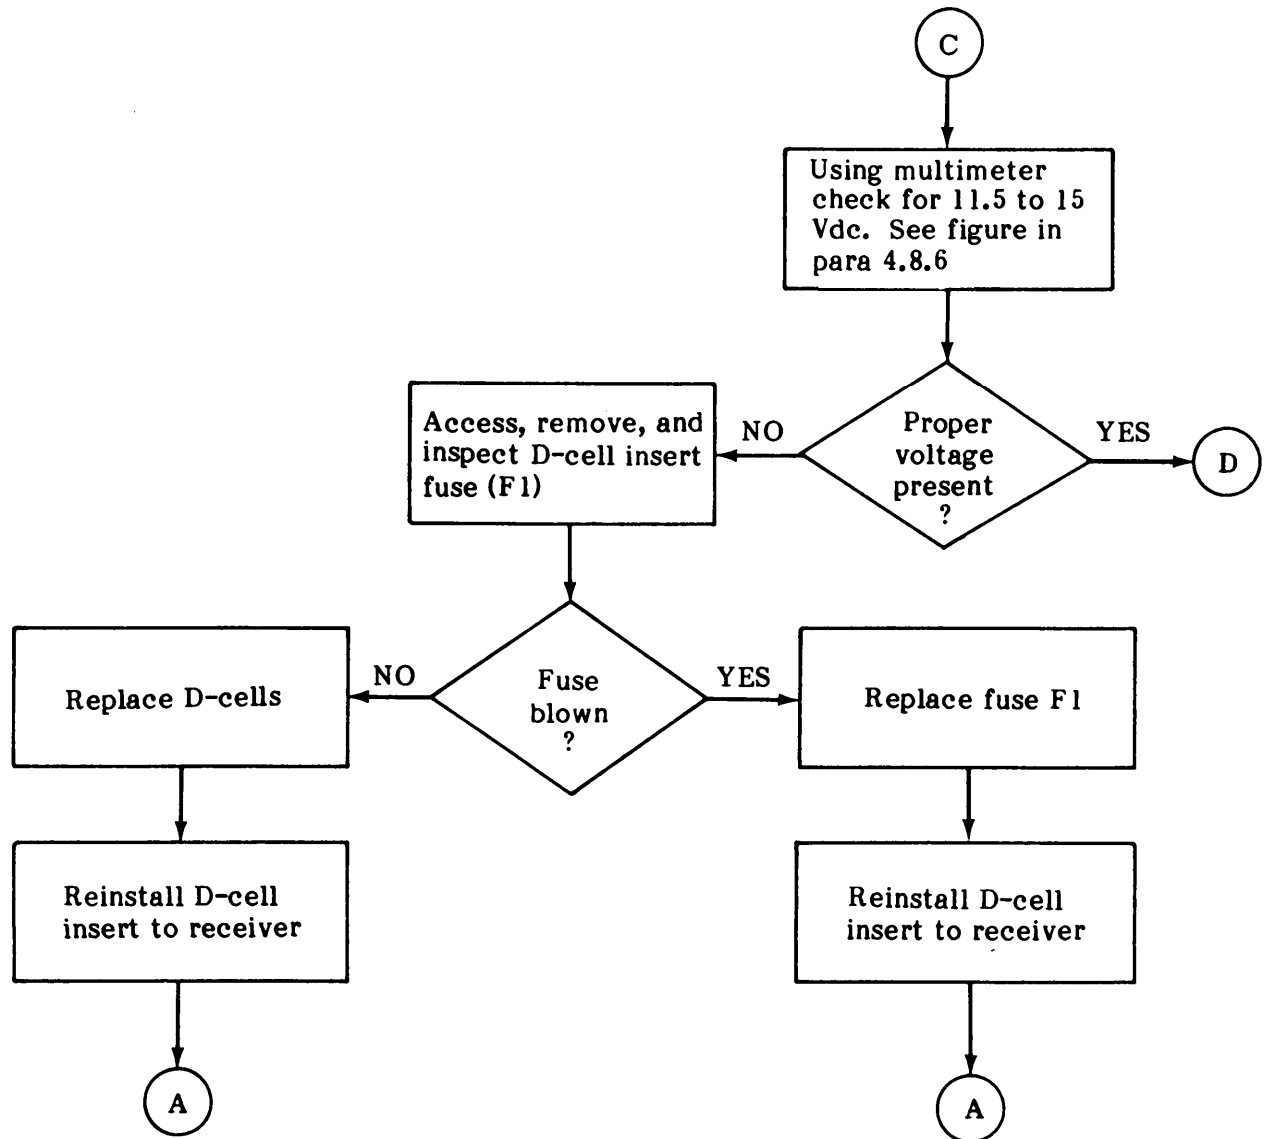 C
Using multimeter
check for 11.5 to 15
Vdc. See figure in
para 4.8.6
Proper
voltage
present
?
NO
YES
D
Access, remove, and
inspect D-cell insert
fuse (F1)
Fuse
blown
?
NO
YES
Replace D-cells
Replace fuse F1
Reinstall D-cell
insert to receiver
Reinstall D-cell
insert to receiver
A
A